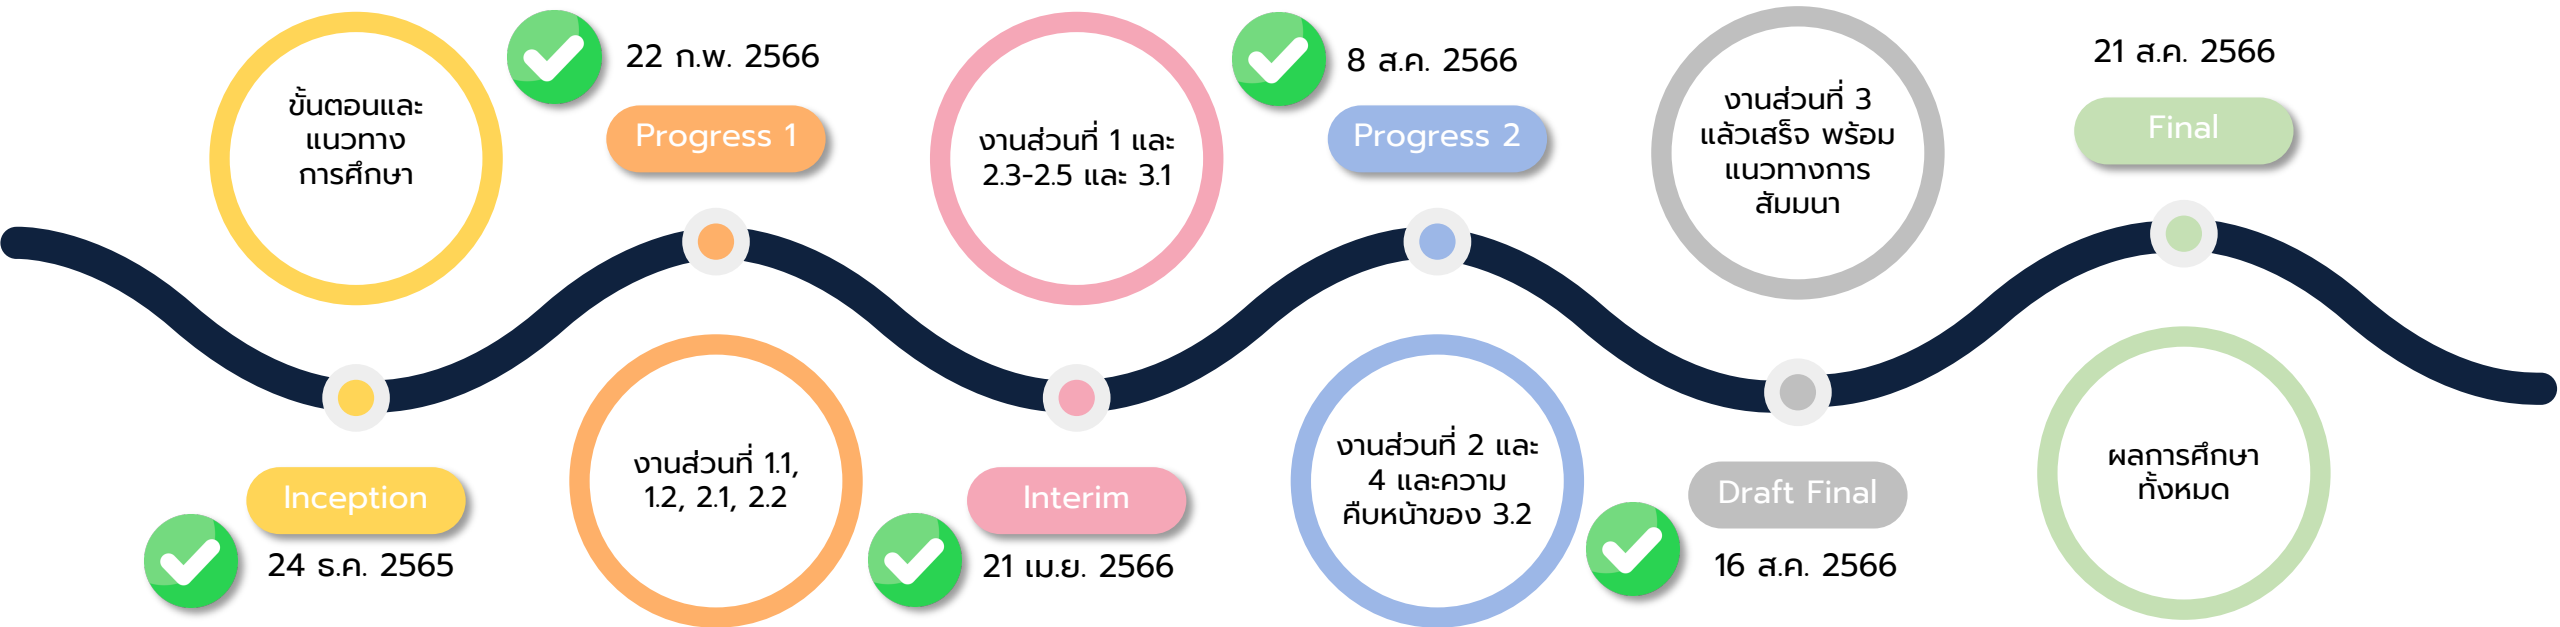 ขั้นตอนและ
แนวทาง
การศึกษา
Inception
24 ธ.ค. 2565
22 ก.พ. 2566
Progress 1
งานส่วนที่ 1.1,
1.2, 2.1, 2.2
งานส่วนที่ 1 และ
2.3-2.5 และ 3.1
Interim
21 เม.ย. 2566
8 ส.ค. 2566
Progress 2
งานส่วนที่ 2 และ
4 และความ
คืบหน้าของ 3.2
งานส่วนที่ 3
แล้วเสร็จ พร้อม
แนวทางการ
สัมมนา
Draft Final
16 ส.ค. 2566
21 ส.ค. 2566
Final
ผลการศึกษา
ทั้งหมด